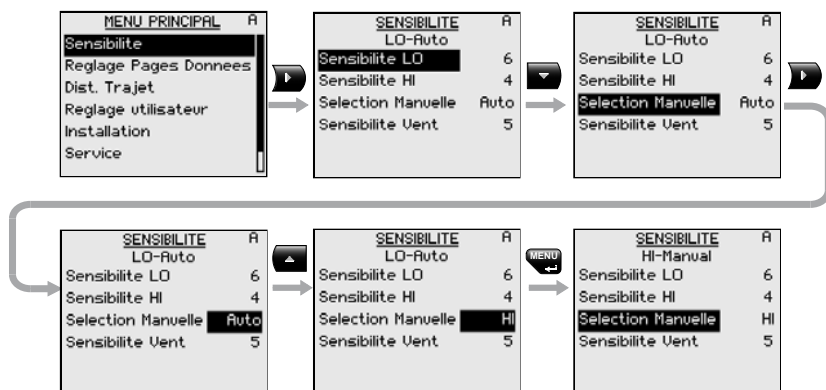 MENU PRINCIPAL A
Sensibilite
Reglage Pages Donnees
Dist. Trajet
Reglage utilisateur
Installation
Service
SENSIBILITE A
LO-Auto
Sensibilite LO 6
Sensibilite HI 4
Selection Manuelle Auto
Sensibilite Vent 5
SENSIBILITE A
LO-Auto
Sensibilite LO 6
Sensibilite HI 4
Selection Manuelle Auto
Sensibilite Vent 5
SENSIBILITE A
LO-Auto
Sensibilite LO 6
Sensibilite HI 4
Selection Manuelle Auto
Sensibilite Vent 5
SENSIBILITE A
LO-Auto
Sensibilite LO 6
Sensibilite HI 4
Selection Manuelle HI
Sensibilite Vent 5
MENU
SENSIBILITE A
HI-Manual
Sensibilite LO 6
Sensibilite HI 4
Selection Manuelle HI
Sensibilite Vent 5